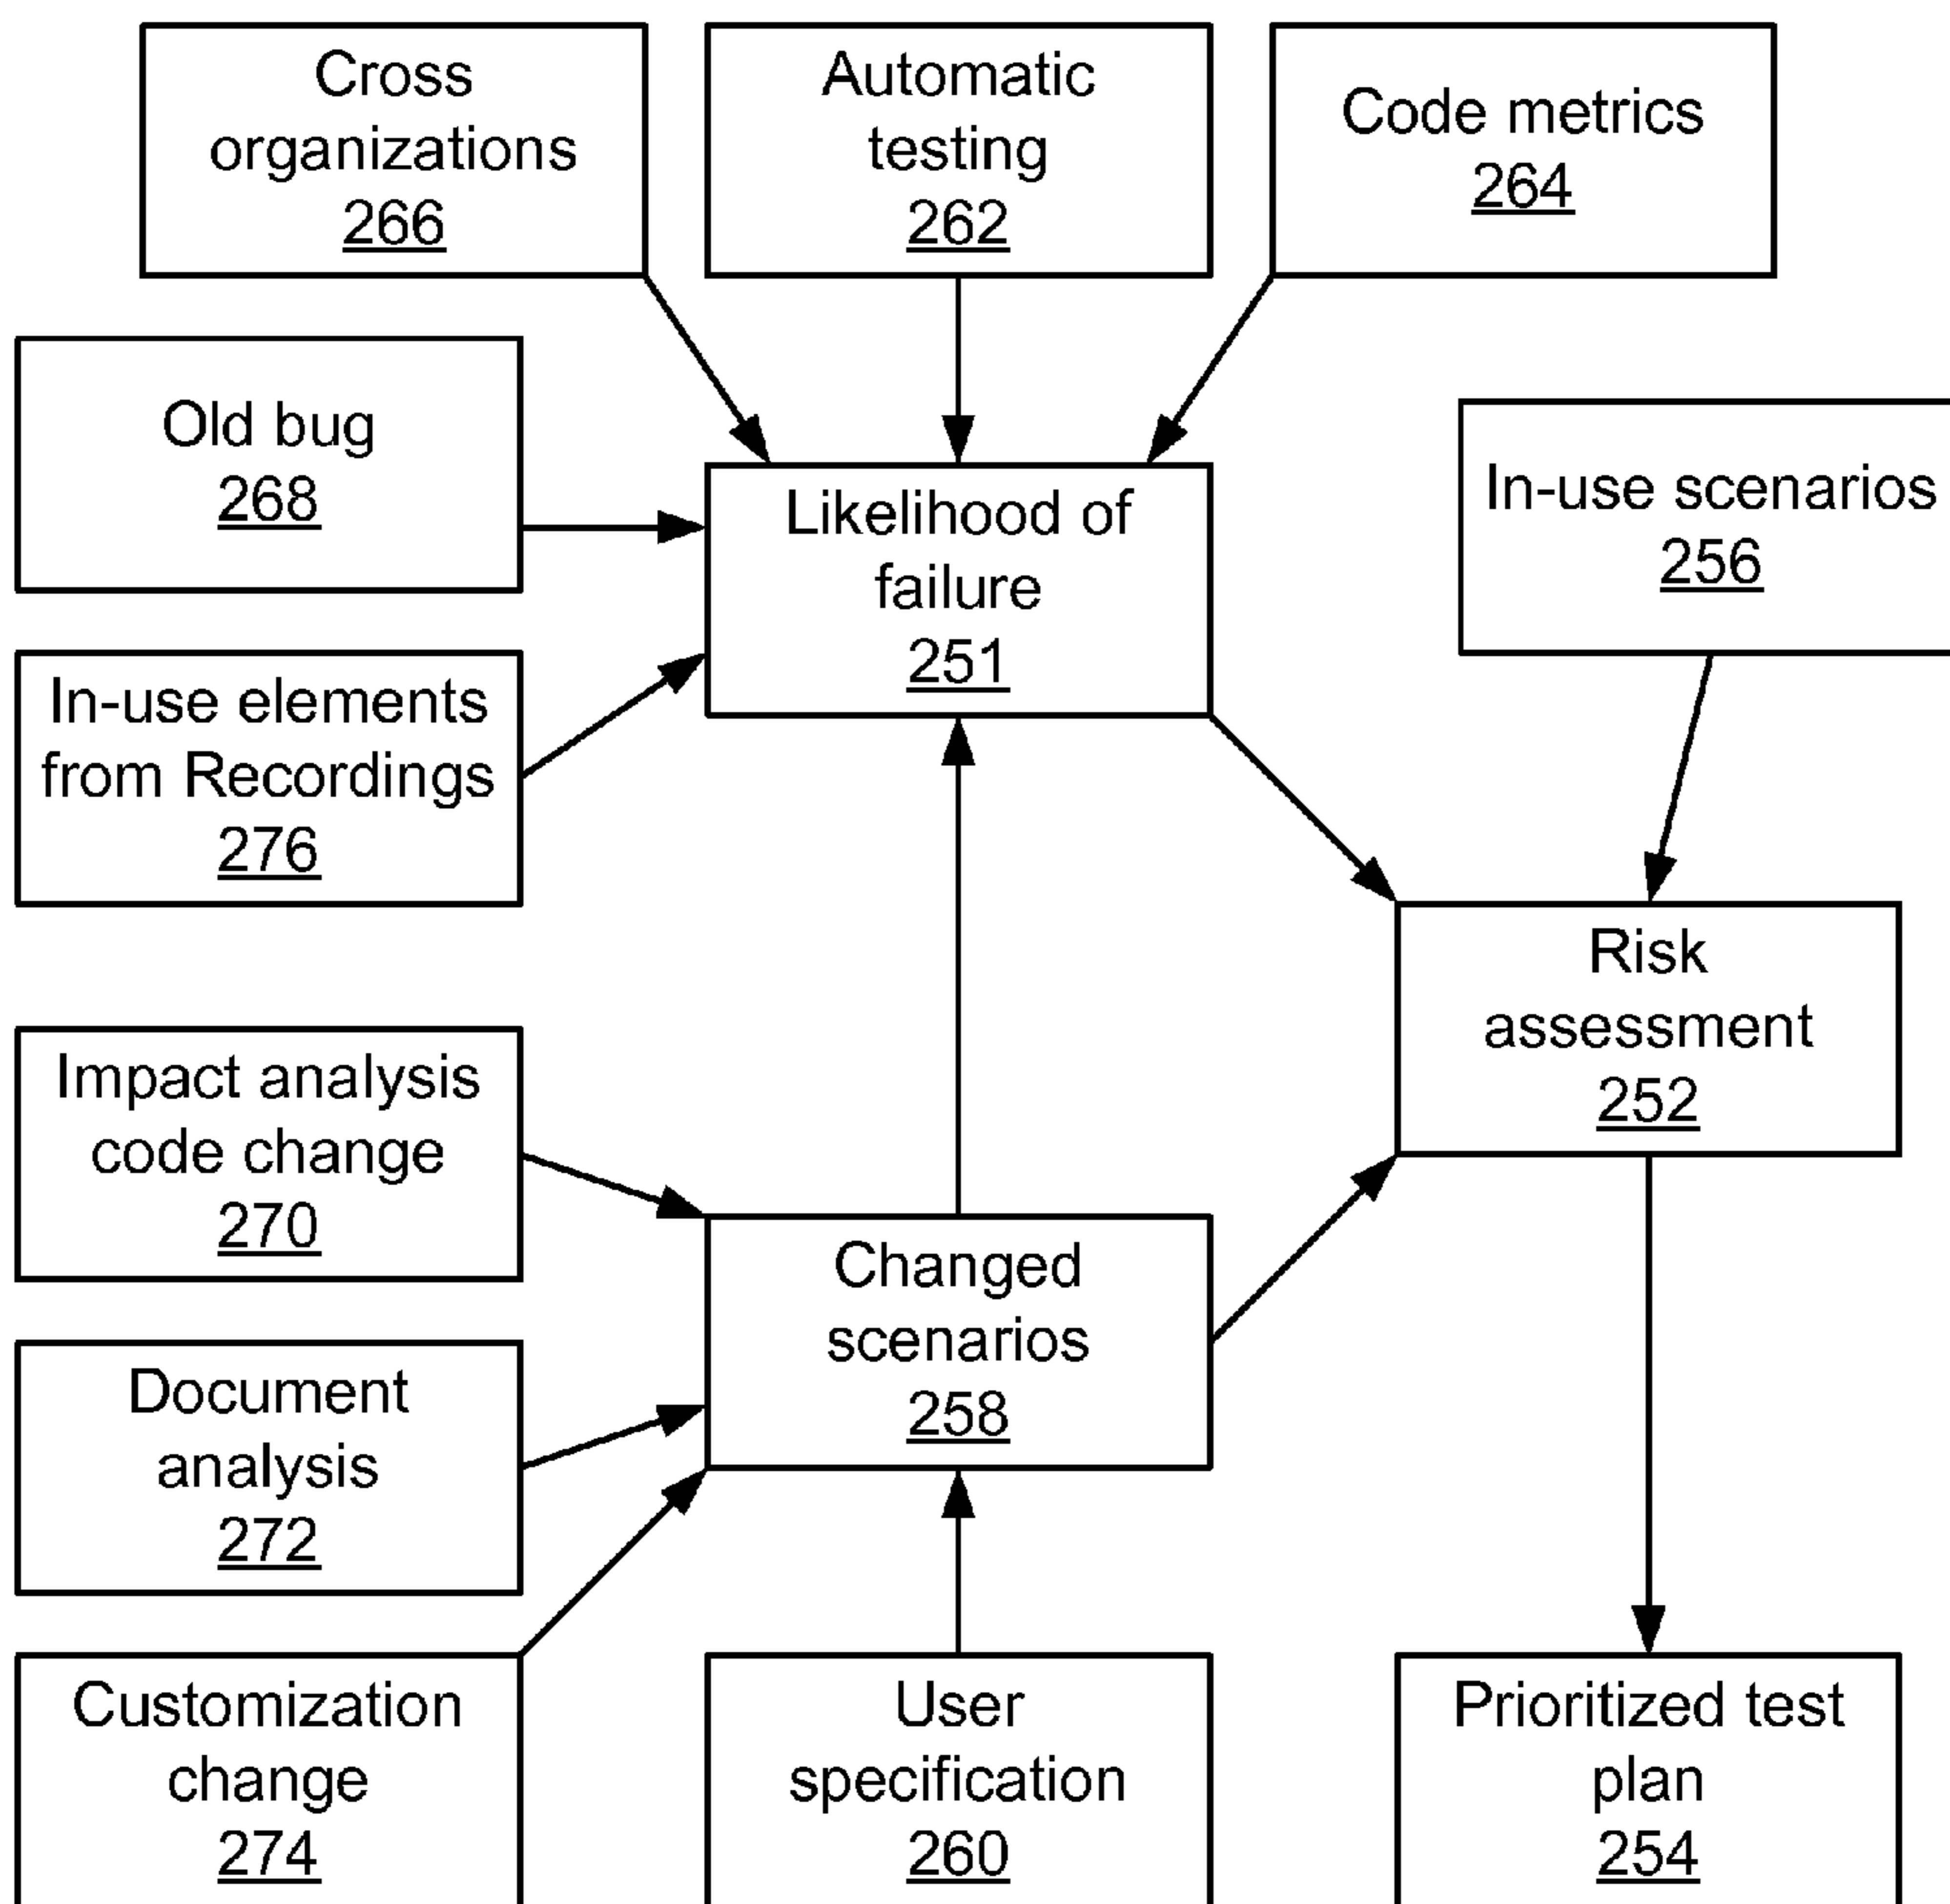 Cross
organizations
266
Automatic
testing
262
Code metrics
264
Old bug
268
Likelihood of
failure
251
In-use scenarios
256
In-use elements
from Recordings
276
Risk
assessment
252
Impact analysis
code change
270
Changed
scenarios
258
Document
analysis
272
Customization
change
274
User
specification
260
Prioritized test
plan
254